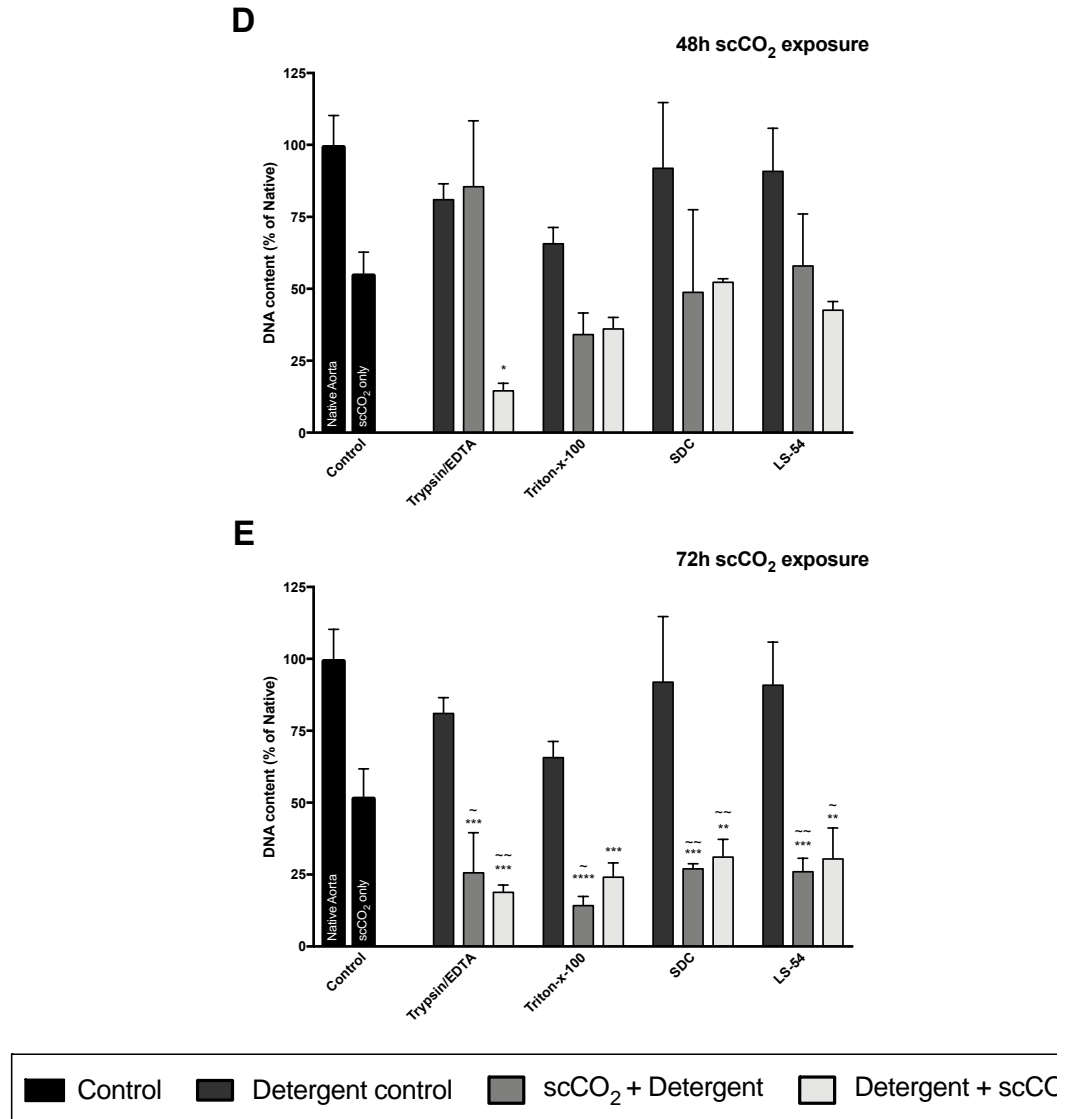 D
48h scCO₂ exposure
DNA content (% of Native)
125
100
75
50
25
0
Native Aorta
scCO₂ only
*
Control
Trypsin/EDTA
Triton-x-100
SDC
LS-54
E
72h scCO₂ exposure
DNA content (% of Native)
125
100
75
50
25
0
Native Aorta
scCO₂ only
~
***
~~
***
~
****
***
~~
***
~~
**
~~
***
~
**
Control
Trypsin/EDTA
Triton-x-100
SDC
LS-54
Control Detergent control scCO₂ + Detergent Detergent + scCO